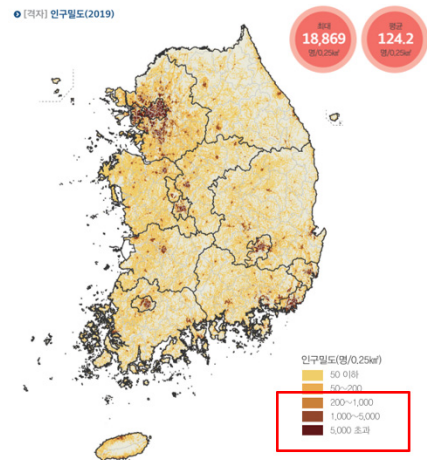 [격자] 인구밀도(2019)
최대
18,869
명/0.25㎢
평균
124.2
명/0.25㎢
인구밀도(명/0.25㎢)
50 이하
50~200
200~1,000
1,000~5,000
5,000 초과